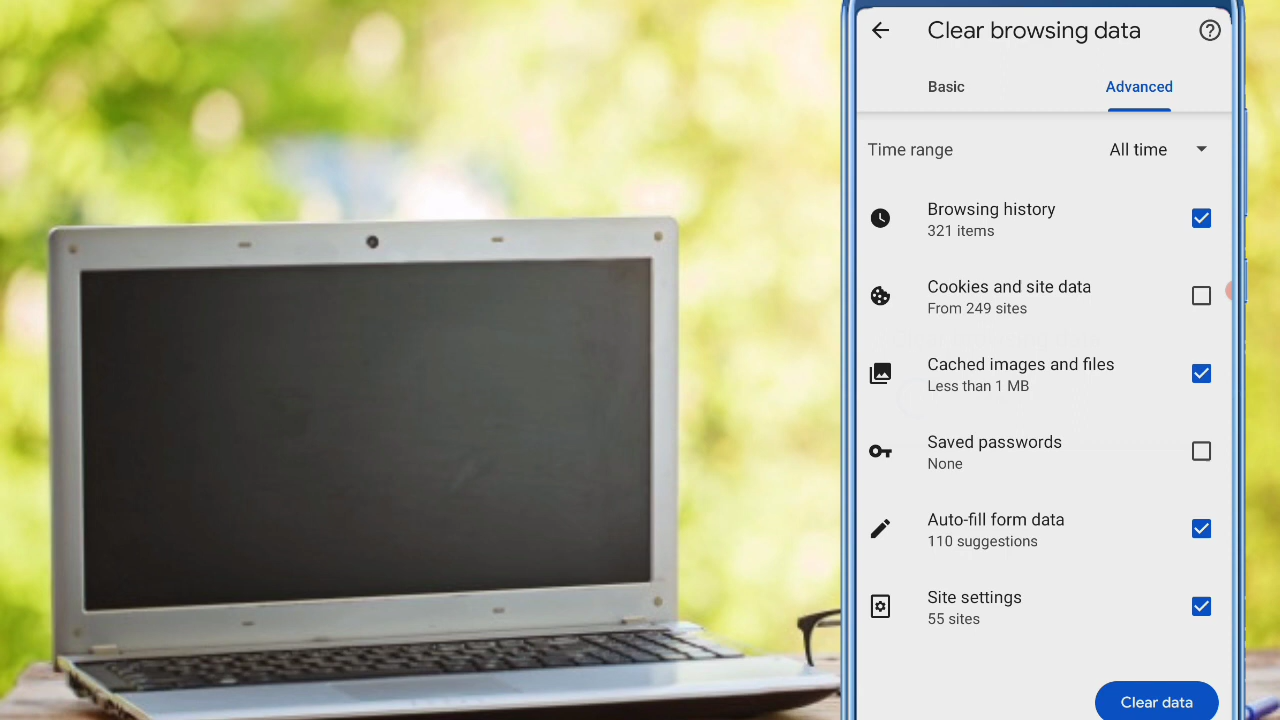 Clear browsing data
Basic
Advanced
Time range
All time
Browsing history
321 items
Cookies and site data
From 249 sites
Cached images and files
Less than 1 MB
Saved passwords
None
Auto-fill form data
110 suggestions
Site settings
55 sites
Clear data